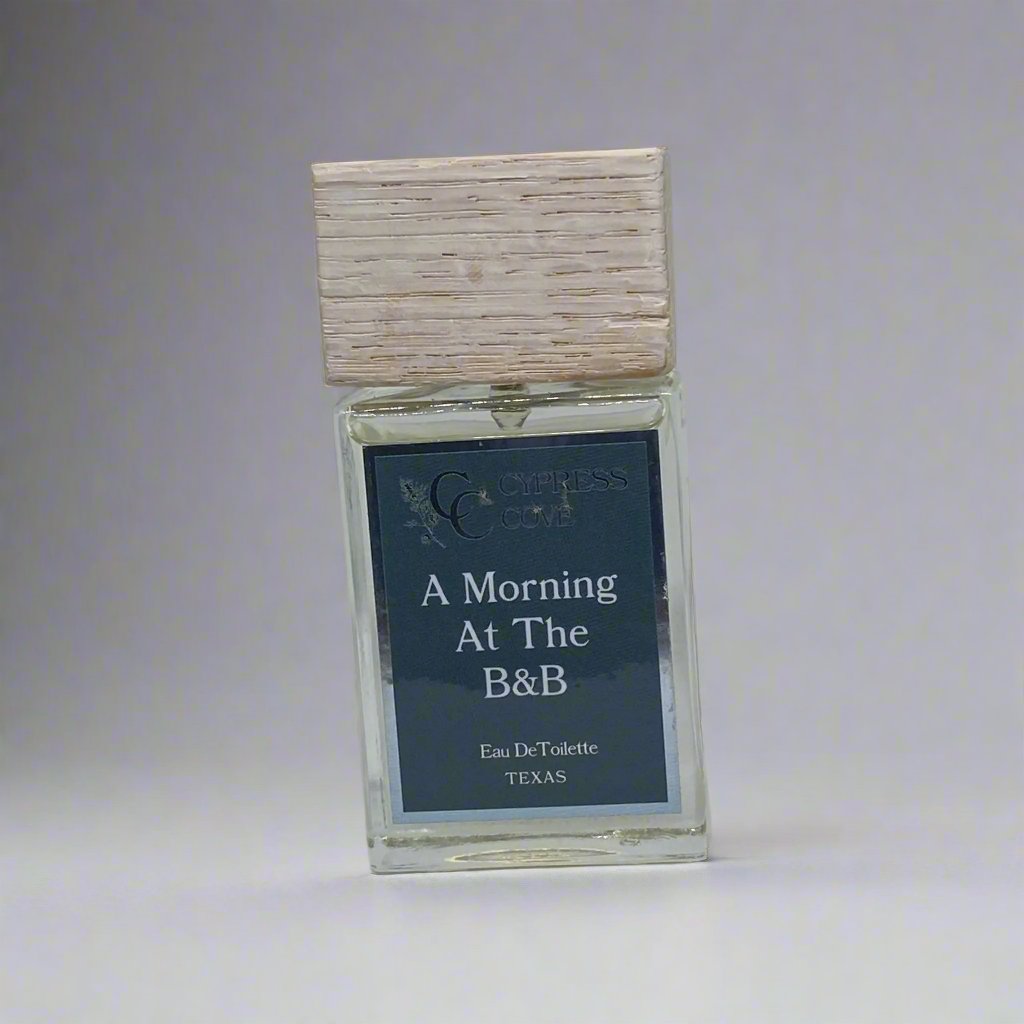 CC CYPRESS
COVE
A Morning
At The
B&B
Eau DeToilette
TEXAS